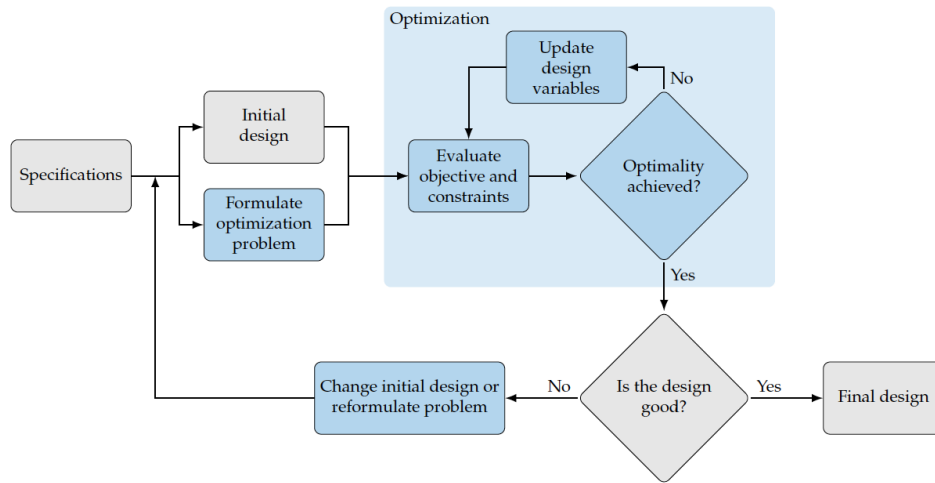 Optimization
Update
design
variables
No
Initial
design
Specifications
Evaluate
objective and
constraints
Optimality
achieved?
Formulate
optimization
problem
Yes
Change initial design or
reformulate problem
No
Is the design
good?
Yes
Final design